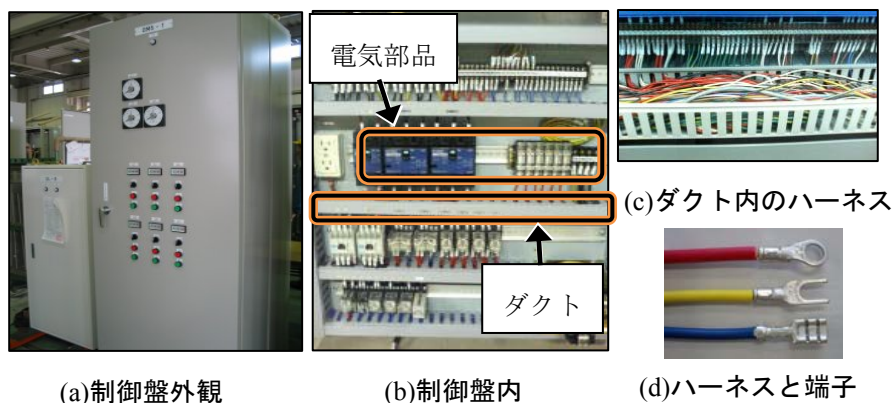 電気部品
ダクト
(c)ダクト内のハーネス
(a)制御盤外観
(b)制御盤内
(d)ハーネスと端子